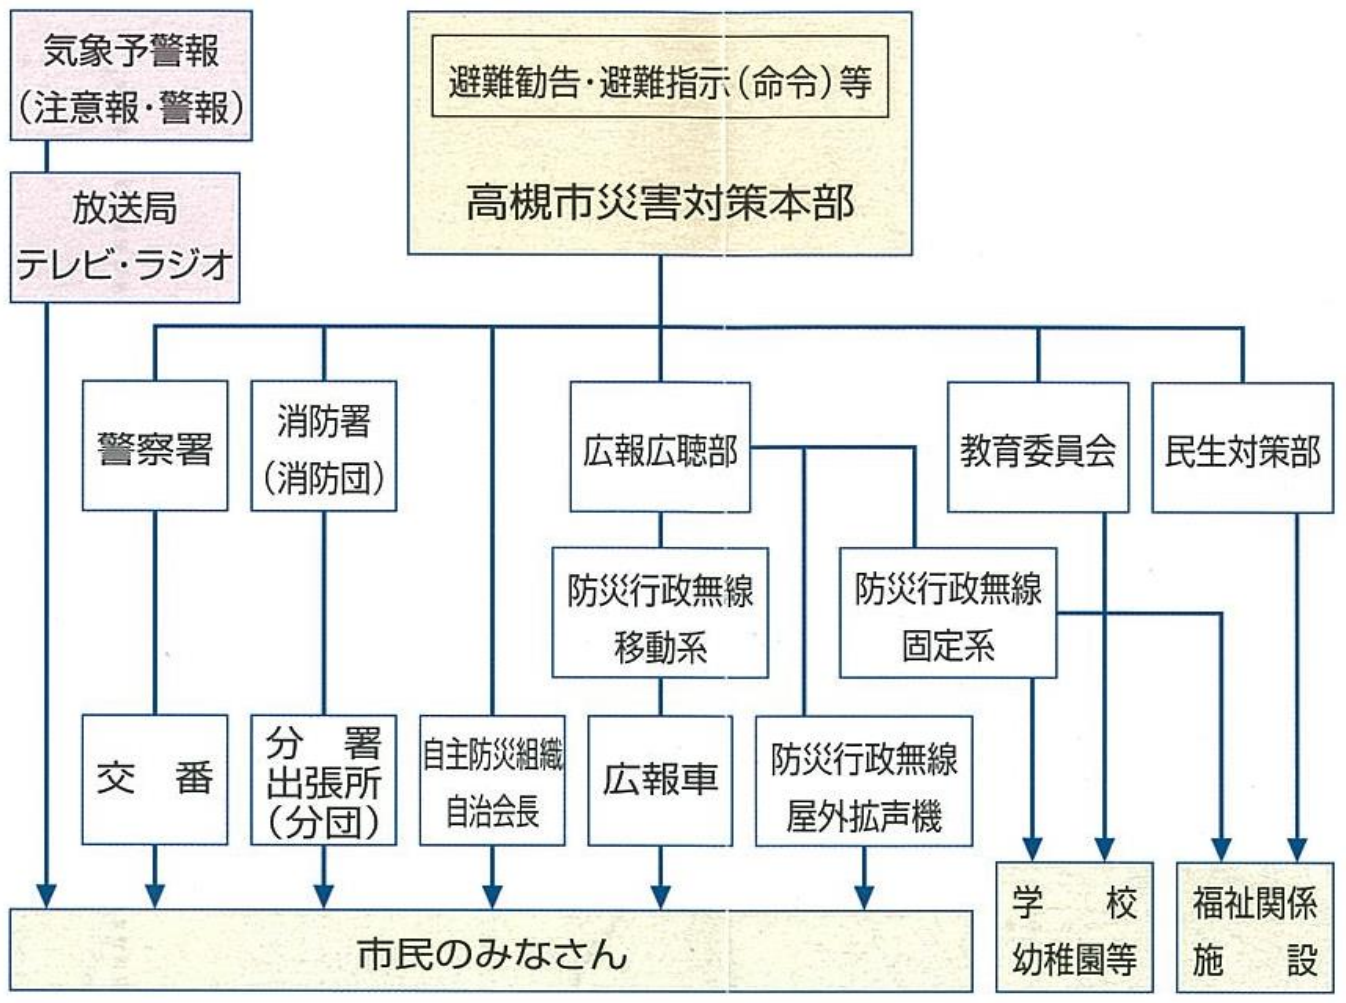 気象予警報
(注意報・警報)
放送局
テレビ・ラジオ
避難勧告・避難指示(命令)等
高槻市災害対策本部
警察署
消防署
(消防団)
広報広聴部
教育委員会
民生対策部
防災行政無線
移動系
防災行政無線
固定系
交　番
分　署
出張所
(分団)
自主防災組織
自治会長
広報車
防災行政無線
屋外拡声機
市民のみなさん
学　校
幼稚園等
福祉関係
施　設